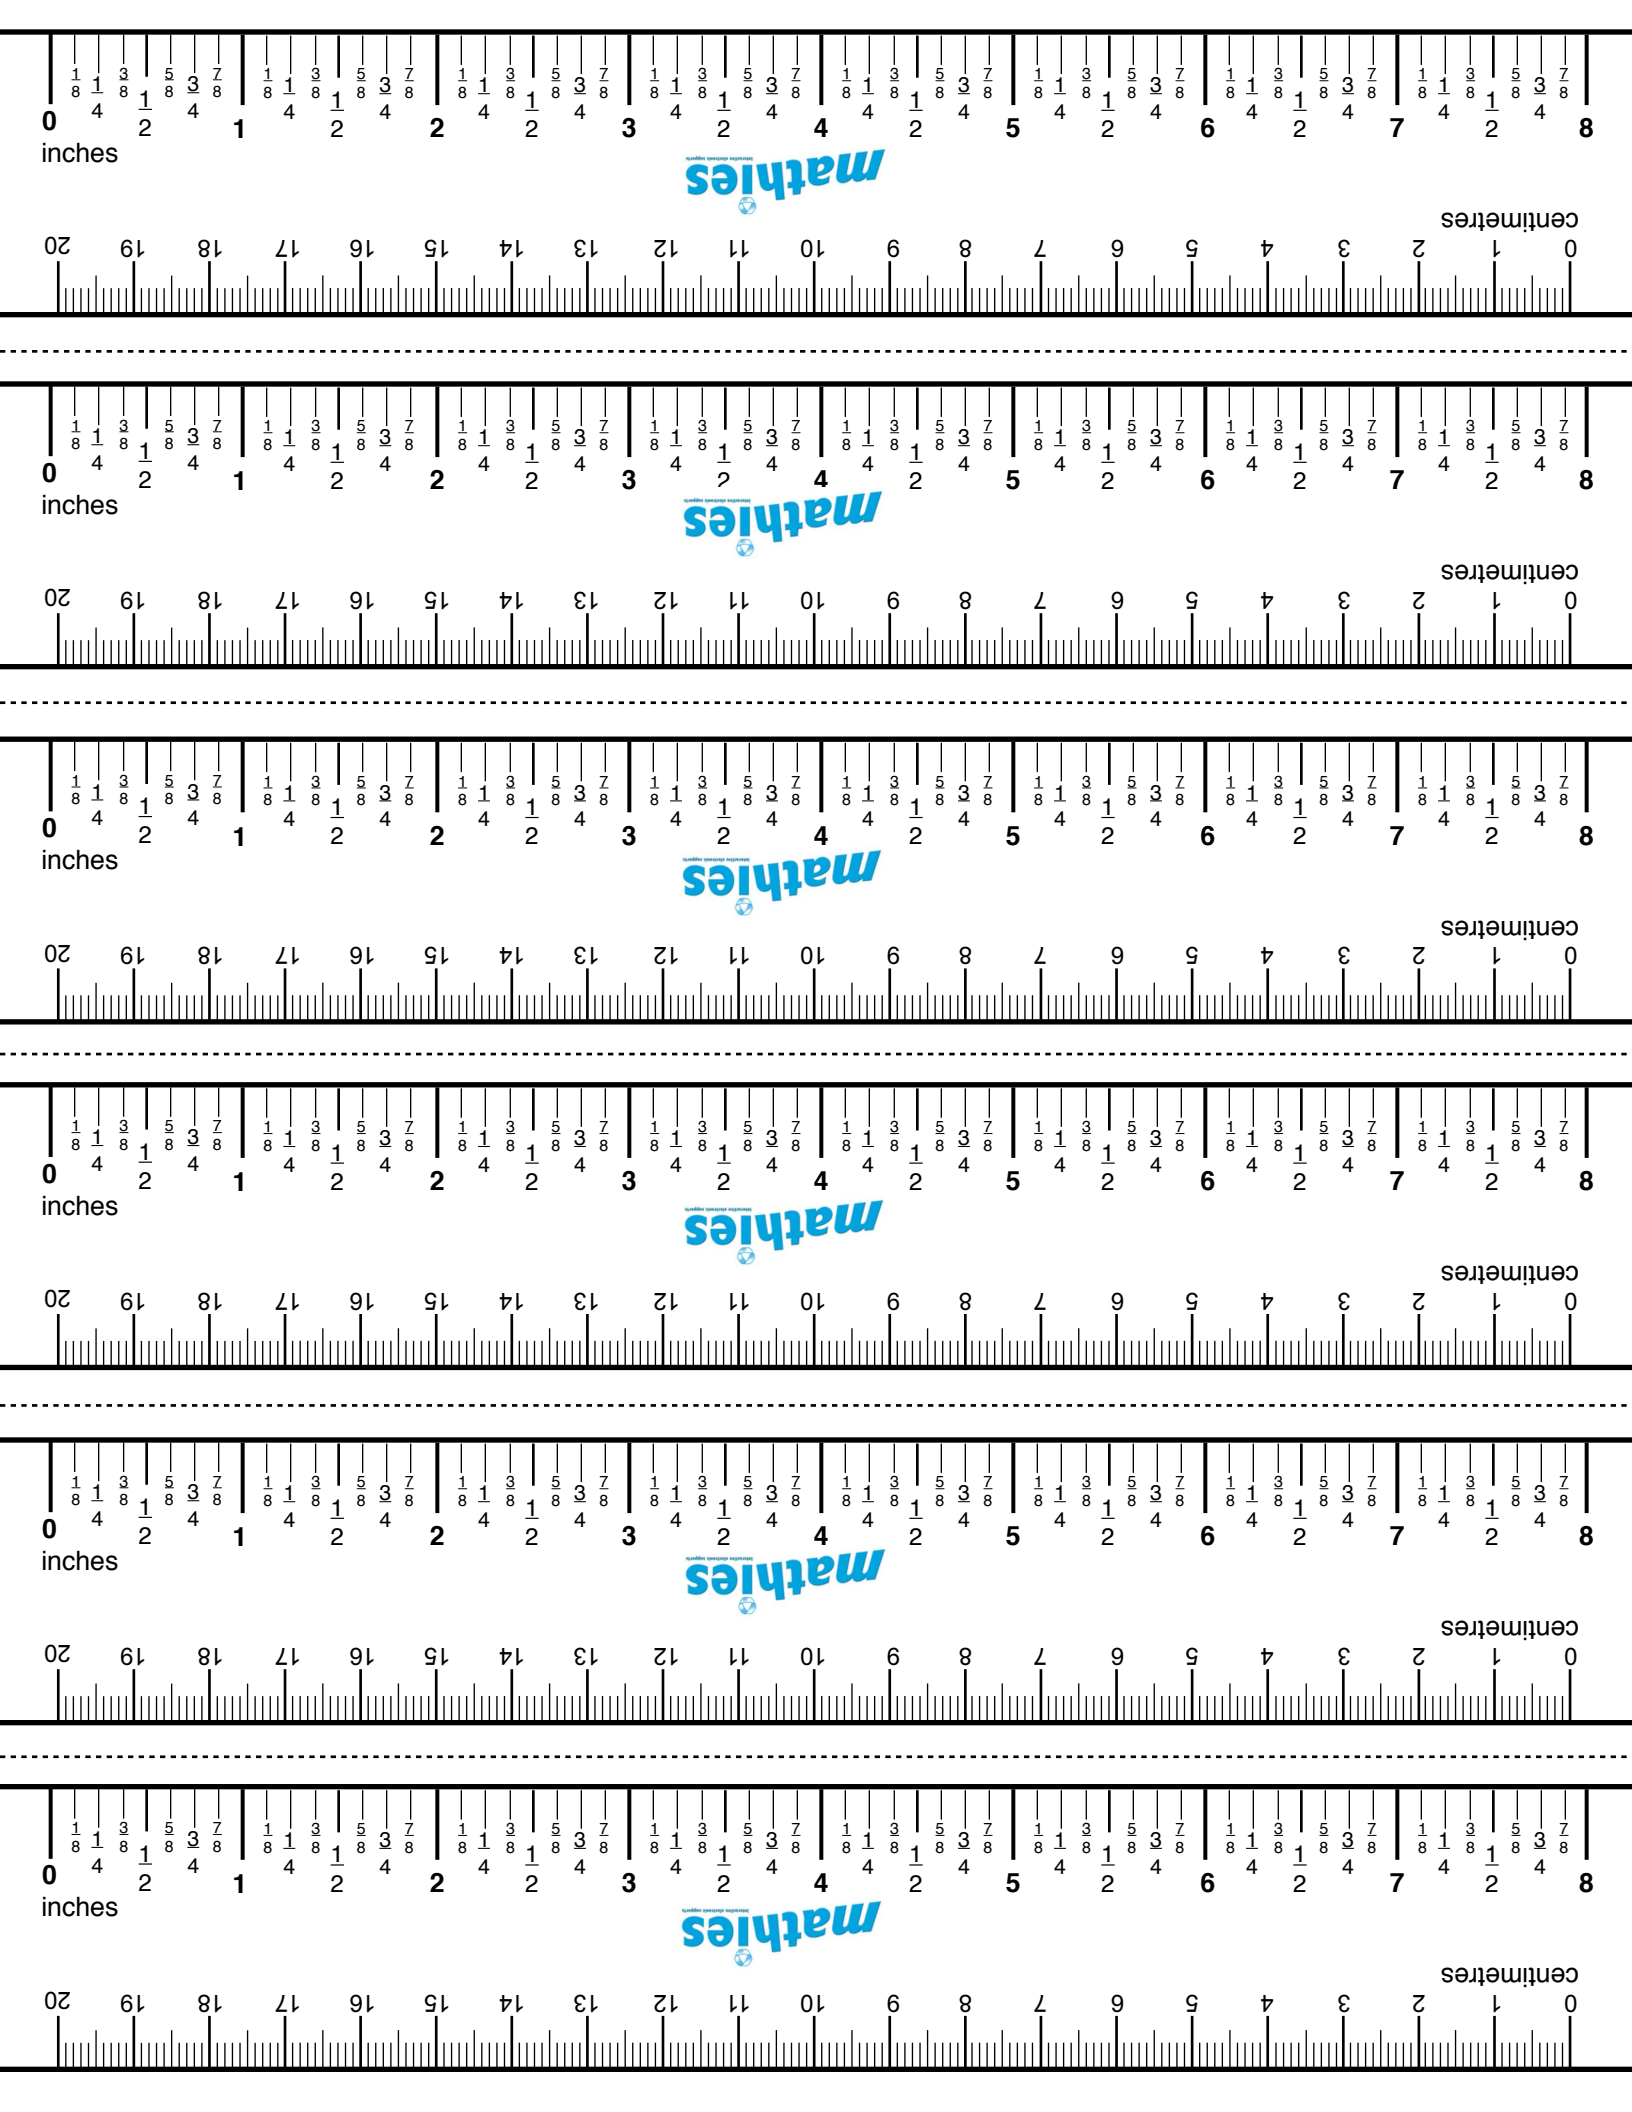 1/8 1/4 3/8 1/2 5/8 3/4 7/8 1/8 1/4 3/8 1/2 5/8 3/4 7/8 1/8 1/4 3/8 1/2 5/8 3/4 7/8 1/8 1/4 3/8 1/2 5/8 3/4 7/8 1/8 1/4 3/8 1/2 5/8 3/4 7/8 1/8 1/4 3/8 1/2 5/8 3/4 7/8 1/8 1/4 3/8 1/2 5/8 3/4 7/8 1/8 1/4 3/8 1/2 5/8 3/4 7/8
0 1 2 3 4 5 6 7 8
inches
interactive electronic supports
mathies
centimetres
20 19 18 17 16 15 14 13 12 11 10 9 8 7 6 5 4 3 2 1 0
1/8 1/4 3/8 1/2 5/8 3/4 7/8 1/8 1/4 3/8 1/2 5/8 3/4 7/8 1/8 1/4 3/8 1/2 5/8 3/4 7/8 1/8 1/4 3/8 1/2 5/8 3/4 7/8 1/8 1/4 3/8 1/2 5/8 3/4 7/8 1/8 1/4 3/8 1/2 5/8 3/4 7/8 1/8 1/4 3/8 1/2 5/8 3/4 7/8 1/8 1/4 3/8 1/2 5/8 3/4 7/8
0 1 2 3 4 5 6 7 8
inches
interactive electronic supports
mathies
centimetres
20 19 18 17 16 15 14 13 12 11 10 9 8 7 6 5 4 3 2 1 0
1/8 1/4 3/8 1/2 5/8 3/4 7/8 1/8 1/4 3/8 1/2 5/8 3/4 7/8 1/8 1/4 3/8 1/2 5/8 3/4 7/8 1/8 1/4 3/8 1/2 5/8 3/4 7/8 1/8 1/4 3/8 1/2 5/8 3/4 7/8 1/8 1/4 3/8 1/2 5/8 3/4 7/8 1/8 1/4 3/8 1/2 5/8 3/4 7/8 1/8 1/4 3/8 1/2 5/8 3/4 7/8
0 1 2 3 4 5 6 7 8
inches
interactive electronic supports
mathies
centimetres
20 19 18 17 16 15 14 13 12 11 10 9 8 7 6 5 4 3 2 1 0
1/8 1/4 3/8 1/2 5/8 3/4 7/8 1/8 1/4 3/8 1/2 5/8 3/4 7/8 1/8 1/4 3/8 1/2 5/8 3/4 7/8 1/8 1/4 3/8 1/2 5/8 3/4 7/8 1/8 1/4 3/8 1/2 5/8 3/4 7/8 1/8 1/4 3/8 1/2 5/8 3/4 7/8 1/8 1/4 3/8 1/2 5/8 3/4 7/8 1/8 1/4 3/8 1/2 5/8 3/4 7/8
0 1 2 3 4 5 6 7 8
inches
interactive electronic supports
mathies
centimetres
20 19 18 17 16 15 14 13 12 11 10 9 8 7 6 5 4 3 2 1 0
1/8 1/4 3/8 1/2 5/8 3/4 7/8 1/8 1/4 3/8 1/2 5/8 3/4 7/8 1/8 1/4 3/8 1/2 5/8 3/4 7/8 1/8 1/4 3/8 1/2 5/8 3/4 7/8 1/8 1/4 3/8 1/2 5/8 3/4 7/8 1/8 1/4 3/8 1/2 5/8 3/4 7/8 1/8 1/4 3/8 1/2 5/8 3/4 7/8 1/8 1/4 3/8 1/2 5/8 3/4 7/8
0 1 2 3 4 5 6 7 8
inches
interactive electronic supports
mathies
centimetres
20 19 18 17 16 15 14 13 12 11 10 9 8 7 6 5 4 3 2 1 0
1/8 1/4 3/8 1/2 5/8 3/4 7/8 1/8 1/4 3/8 1/2 5/8 3/4 7/8 1/8 1/4 3/8 1/2 5/8 3/4 7/8 1/8 1/4 3/8 1/2 5/8 3/4 7/8 1/8 1/4 3/8 1/2 5/8 3/4 7/8 1/8 1/4 3/8 1/2 5/8 3/4 7/8 1/8 1/4 3/8 1/2 5/8 3/4 7/8 1/8 1/4 3/8 1/2 5/8 3/4 7/8
0 1 2 3 4 5 6 7 8
inches
interactive electronic supports
mathies
centimetres
20 19 18 17 16 15 14 13 12 11 10 9 8 7 6 5 4 3 2 1 0